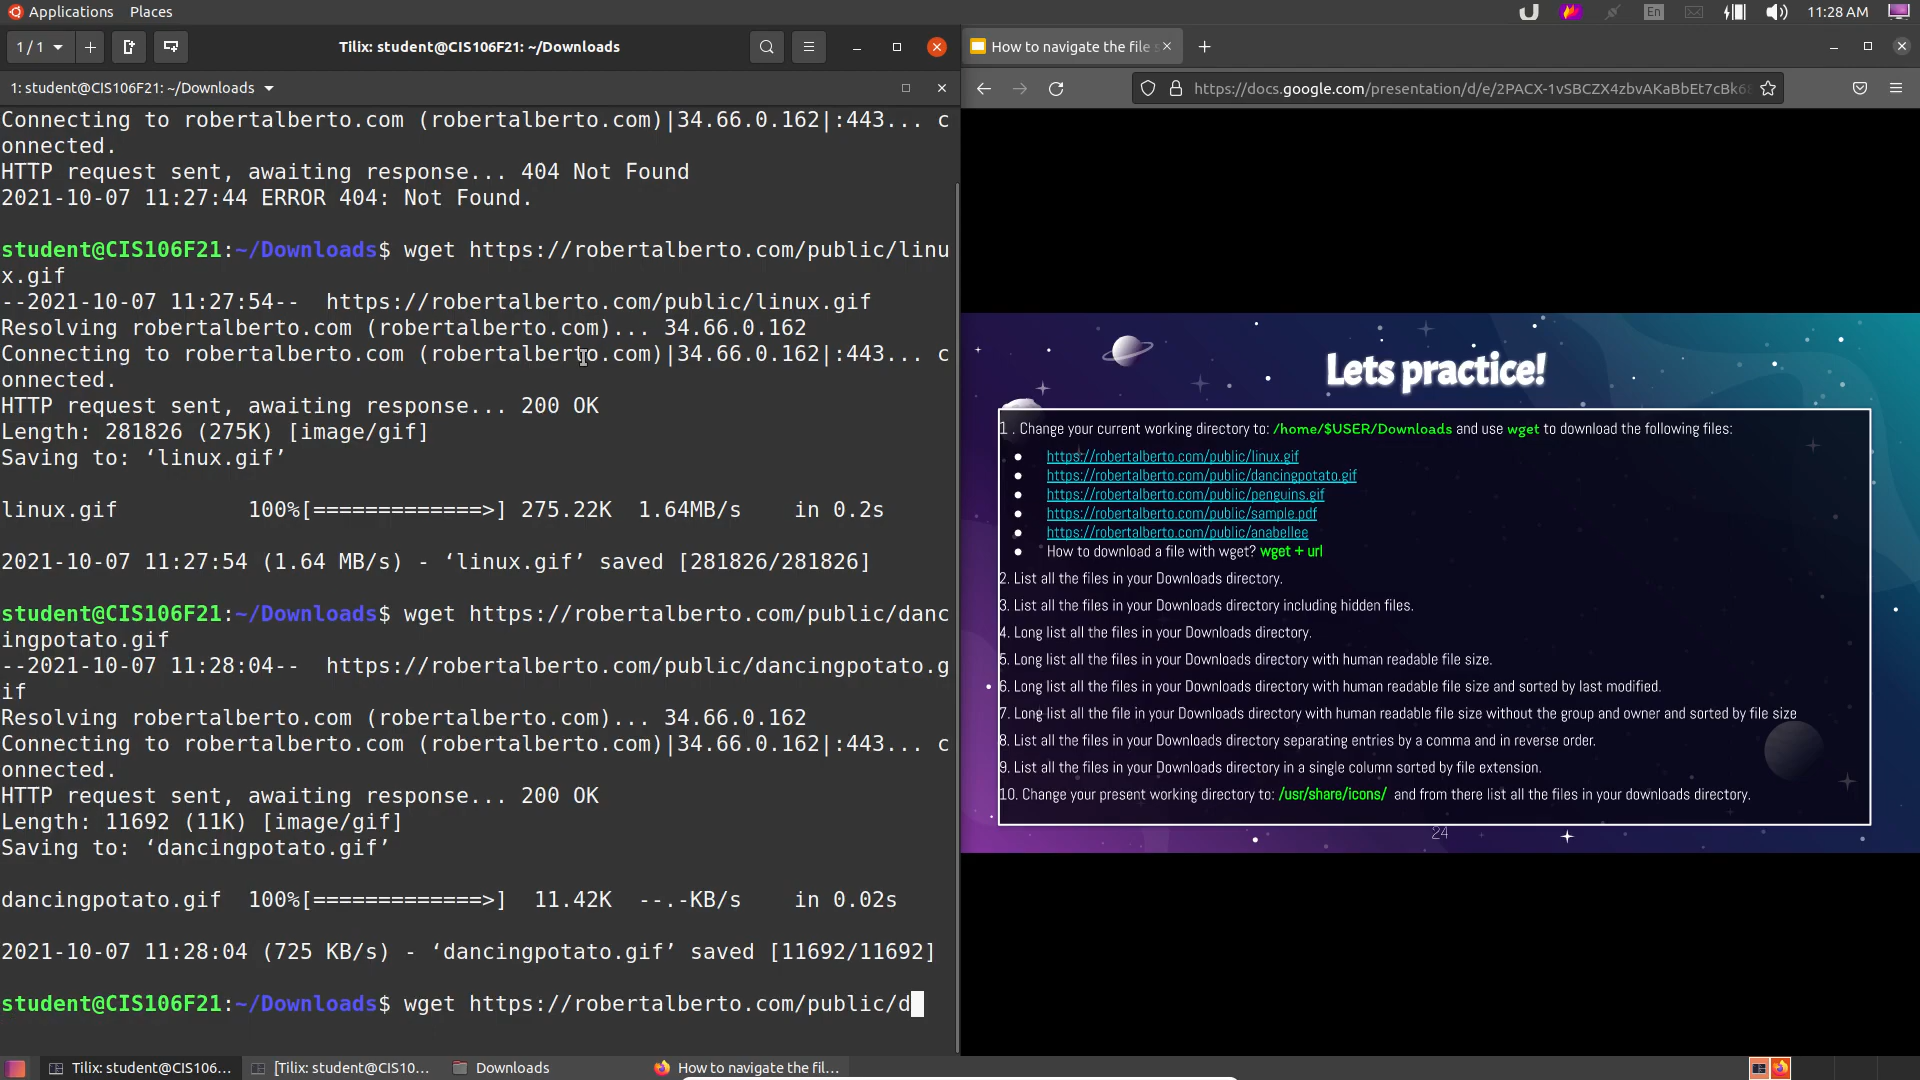 Applications Places
En 11:28 AM
1 / 1 Tilix: student@CIS106F21: ~/Downloads
How to navigate the file s
1: student@CIS106F21: ~/Downloads
https://docs.google.com/presentation/d/e/2PACX-1vSBCZX4zbvAKaBbEt7cBk68
Connecting to robertalberto.com (robertalberto.com)|34.66.0.162|:443... c
onnected.
HTTP request sent, awaiting response... 404 Not Found
2021-10-07 11:27:44 ERROR 404: Not Found.
student@CIS106F21:~/Downloads$ wget https://robertalberto.com/public/linu
x.gif
--2021-10-07 11:27:54-- https://robertalberto.com/public/linux.gif
Resolving robertalberto.com (robertalberto.com)... 34.66.0.162
Connecting to robertalberto.com (robertalberto.com)|34.66.0.162|:443... c
onnected.
HTTP request sent, awaiting response... 200 OK
Length: 281826 (275K) [image/gif]
Saving to: ‘linux.gif’
linux.gif 100%[=============>] 275.22K 1.64MB/s in 0.2s
2021-10-07 11:27:54 (1.64 MB/s) - ‘linux.gif’ saved [281826/281826]
student@CIS106F21:~/Downloads$ wget https://robertalberto.com/public/danc
ingpotato.gif
--2021-10-07 11:28:04-- https://robertalberto.com/public/dancingpotato.g
if
Resolving robertalberto.com (robertalberto.com)... 34.66.0.162
Connecting to robertalberto.com (robertalberto.com)|34.66.0.162|:443... c
onnected.
HTTP request sent, awaiting response... 200 OK
Length: 11692 (11K) [image/gif]
Saving to: ‘dancingpotato.gif’
dancingpotato.gif 100%[=============>] 11.42K --.-KB/s in 0.02s
2021-10-07 11:28:04 (725 KB/s) - ‘dancingpotato.gif’ saved [11692/11692]
student@CIS106F21:~/Downloads$ wget https://robertalberto.com/public/d
Lets practice!
1 . Change your current working directory to: /home/$USER/Downloads and use wget to download the following files:
● https://robertalberto.com/public/linux.gif
● https://robertalberto.com/public/dancingpotato.gif
● https://robertalberto.com/public/penguins.gif
● https://robertalberto.com/public/sample.pdf
● https://robertalberto.com/public/anabellee
● How to download a file with wget? wget + url
2. List all the files in your Downloads directory.
3. List all the files in your Downloads directory including hidden files.
4. Long list all the files in your Downloads directory.
5. Long list all the files in your Downloads directory with human readable file size.
6. Long list all the files in your Downloads directory with human readable file size and sorted by last modified.
7. Long list all the file in your Downloads directory with human readable file size without the group and owner and sorted by file size
8. List all the files in your Downloads directory separating entries by a comma and in reverse order.
9. List all the files in your Downloads directory in a single column sorted by file extension.
10. Change your present working directory to: /usr/share/icons/ and from there list all the files in your downloads directory.
24
Tilix: student@CIS106... [Tilix: student@CIS10... Downloads How to navigate the fil...